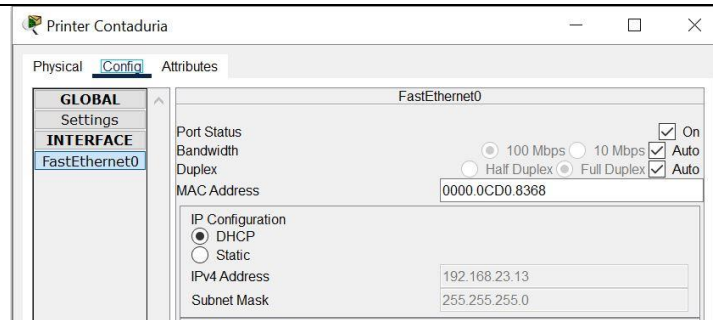 Printer Contaduria
Physical Config Attributes
GLOBAL
Settings
INTERFACE
FastEthernet0
FastEthernet0
Port Status On
Bandwidth 100 Mbps 10 Mbps Auto
Duplex Half Duplex Full Duplex Auto
MAC Address 0000.0CD0.8368
IP Configuration
DHCP
Static
IPv4 Address 192.168.23.13
Subnet Mask 255.255.255.0